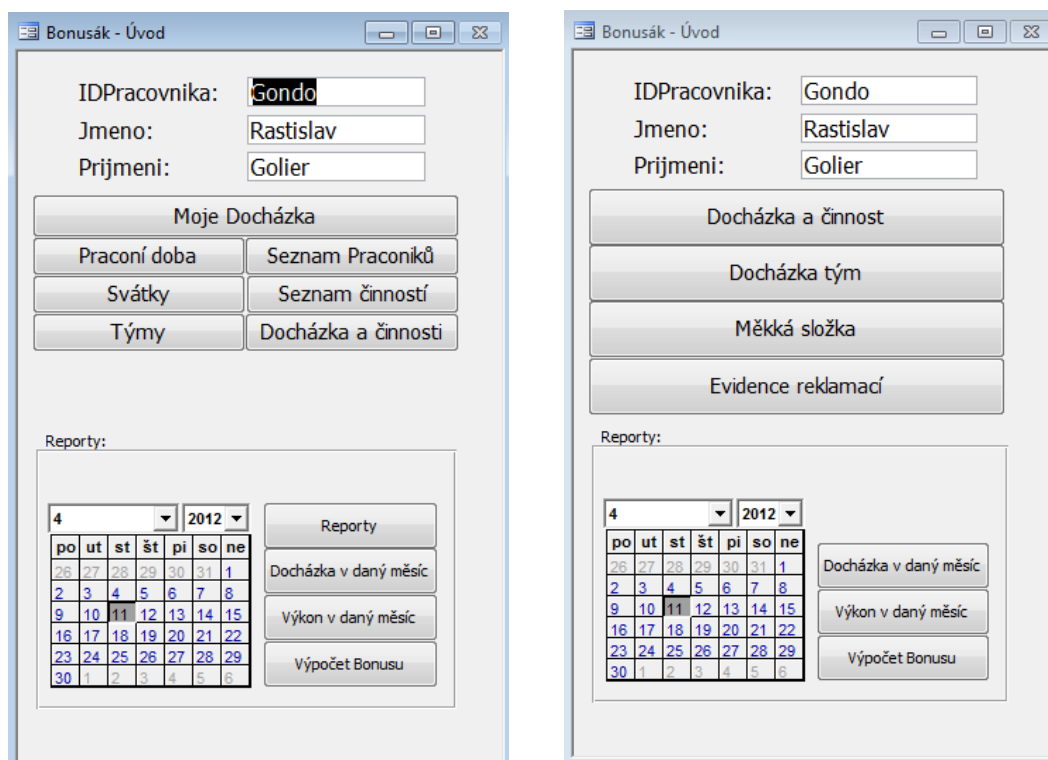 Bonusák - Úvod
IDPracovnika: Gondo
Jmeno: Rastislav
Prijmeni: Golier
Moje Docházka
Praconí doba Seznam Praconiků
Svátky Seznam činností
Týmy Docházka a činnosti
Reporty:
4 2012
po ut st št pi so ne
26 27 28 29 30 31 1
2 3 4 5 6 7 8
9 10 11 12 13 14 15
16 17 18 19 20 21 22
23 24 25 26 27 28 29
30 1 2 3 4 5 6
Reporty
Docházka v daný měsíc
Výkon v daný měsíc
Výpočet Bonusu
Bonusák - Úvod
IDPracovnika: Gondo
Jmeno: Rastislav
Prijmeni: Golier
Docházka a činnost
Docházka tým
Měkká složka
Evidence reklamací
Reporty:
4 2012
po ut st št pi so ne
26 27 28 29 30 31 1
2 3 4 5 6 7 8
9 10 11 12 13 14 15
16 17 18 19 20 21 22
23 24 25 26 27 28 29
30 1 2 3 4 5 6
Docházka v daný měsíc
Výkon v daný měsíc
Výpočet Bonusu